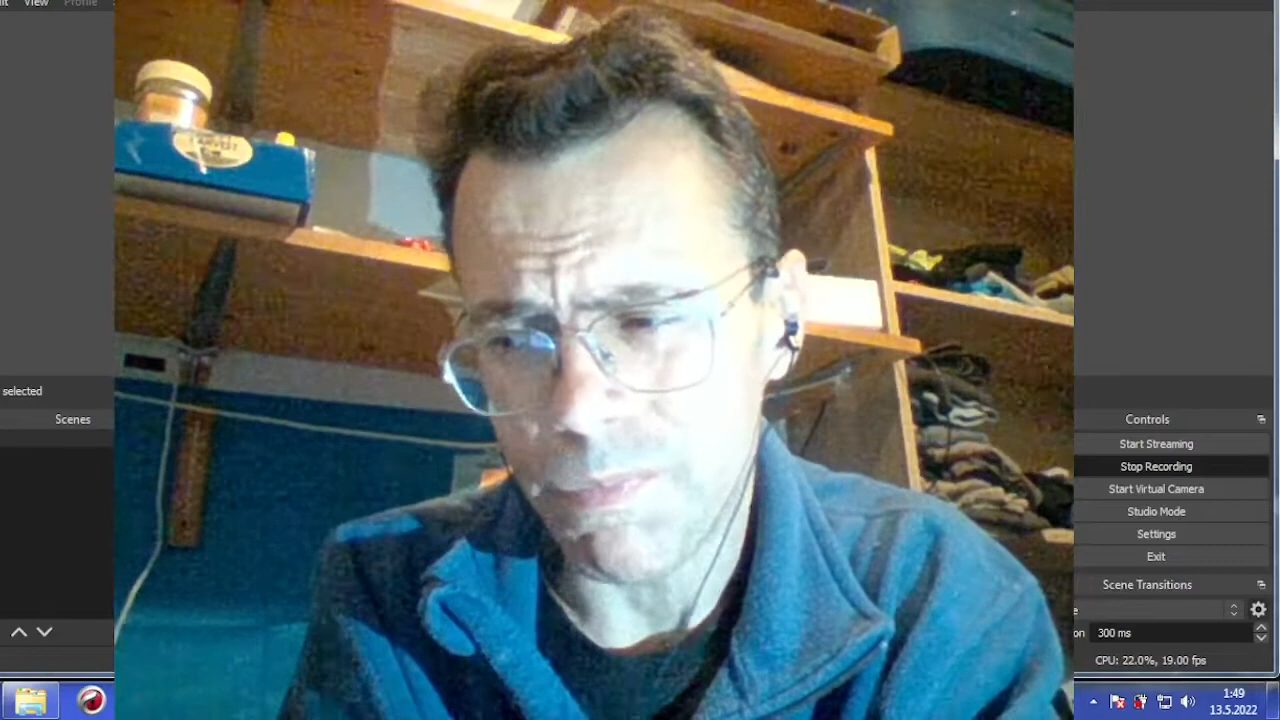 View
Profile
selected
Scenes
Controls
Start Streaming
Stop Recording
Start Virtual Camera
Studio Mode
Settings
Exit
Scene Transitions
300 ms
CPU: 22.0%, 19.00 fps
1:49
13.5.2022